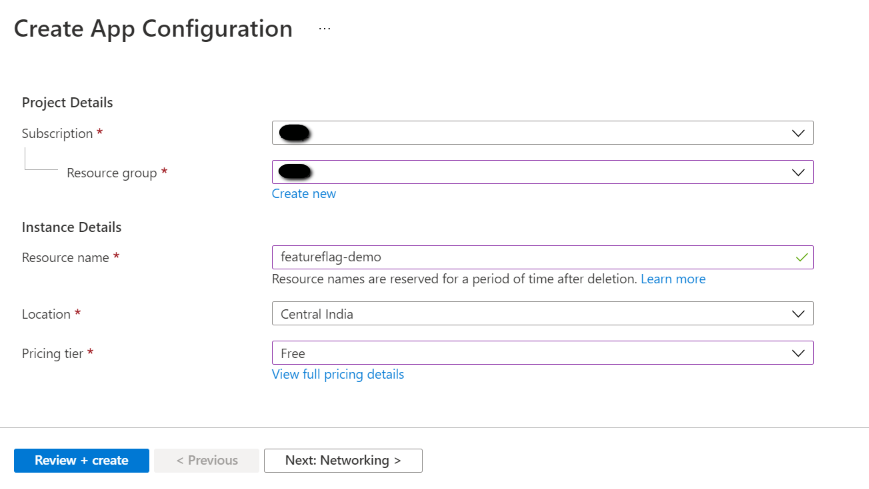 Create App Configuration ...
Project Details
Subscription *
Resource group *
Create new
Instance Details
Resource name *
featureflag-demo
Resource names are reserved for a period of time after deletion. Learn more
Location *
Central India
Pricing tier *
Free
View full pricing details
Review + create
< Previous
Next: Networking >